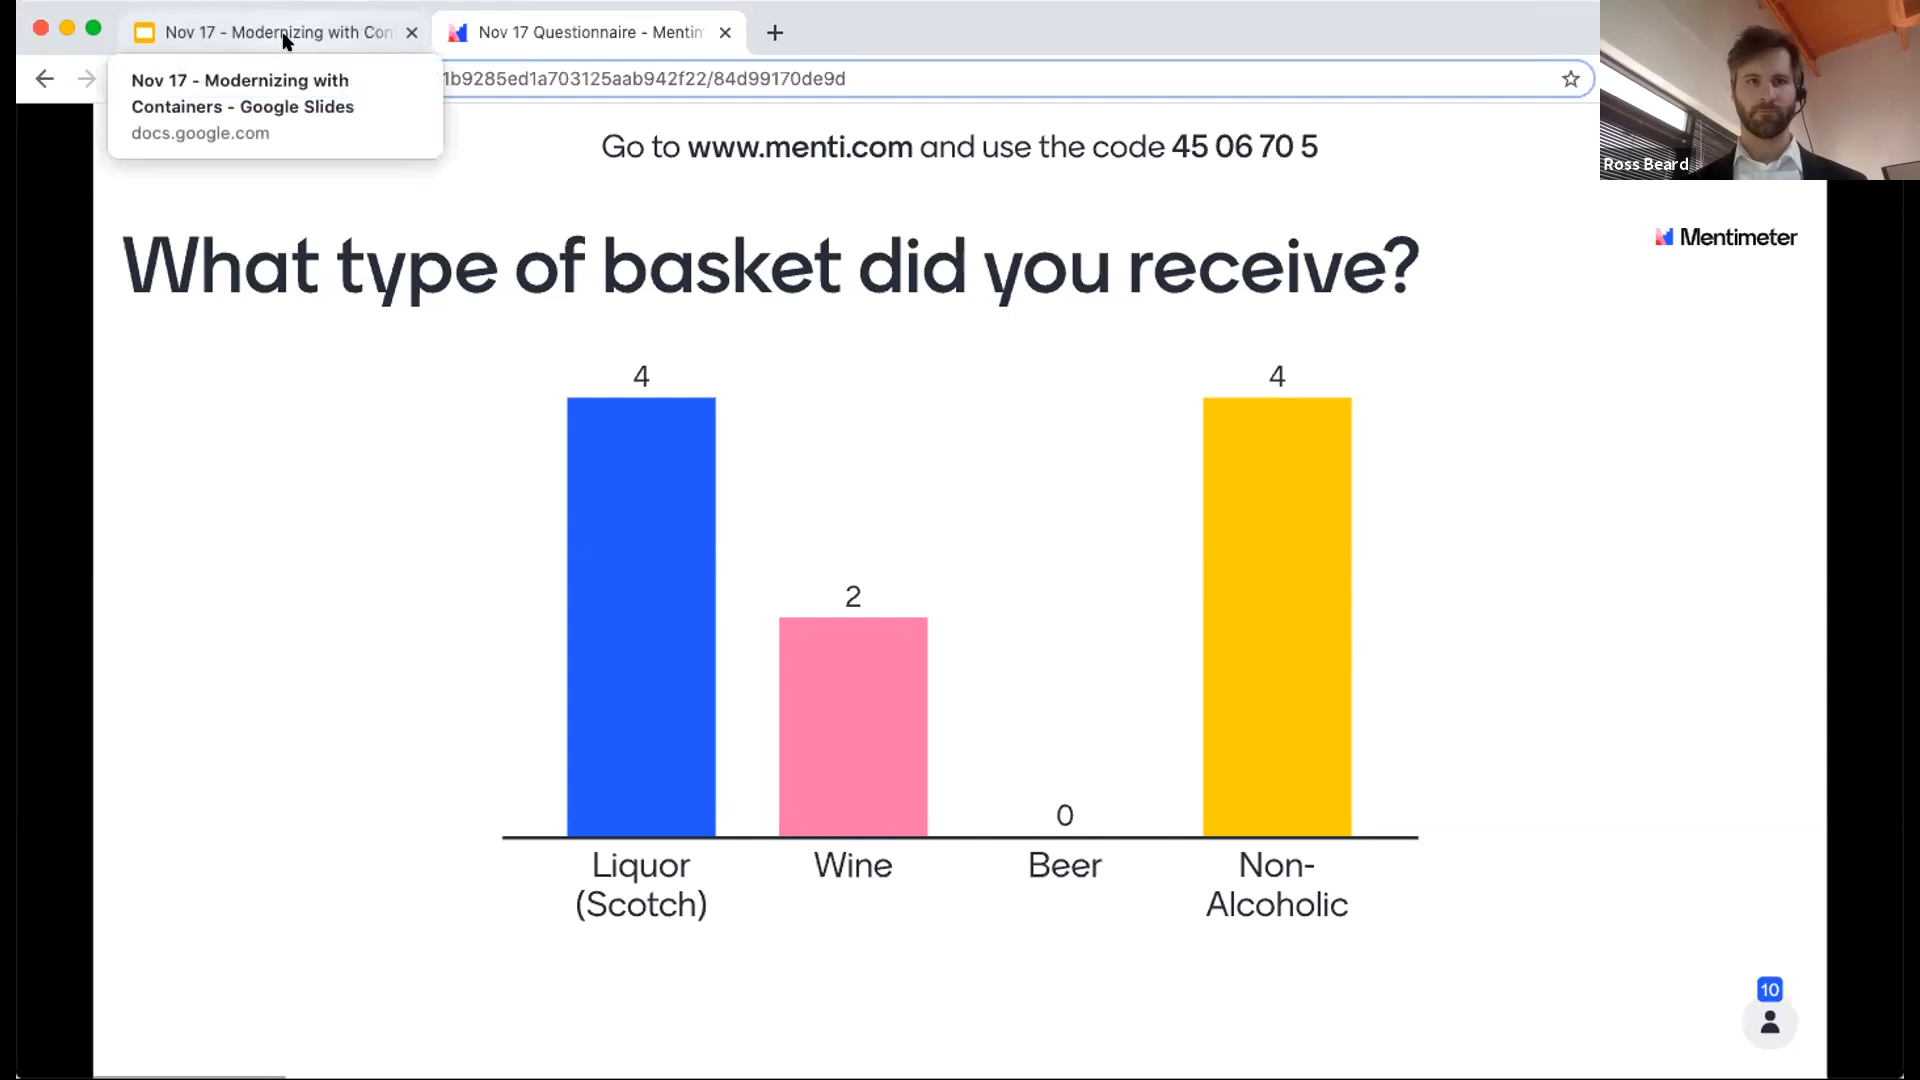 Nov 17 - Modernizing with Con
Nov 17 Questionnaire - Mentin
Nov 17 - Modernizing with
Containers - Google Slides
docs.google.com
1b9285ed1a703125aab942f22/84d99170de9d
Ross Beard
Go to www.menti.com and use the code 45 06 70 5
Mentimeter
What type of basket did you receive?
4
2
0
4
Liquor
(Scotch)
Wine
Beer
Non-
Alcoholic
10